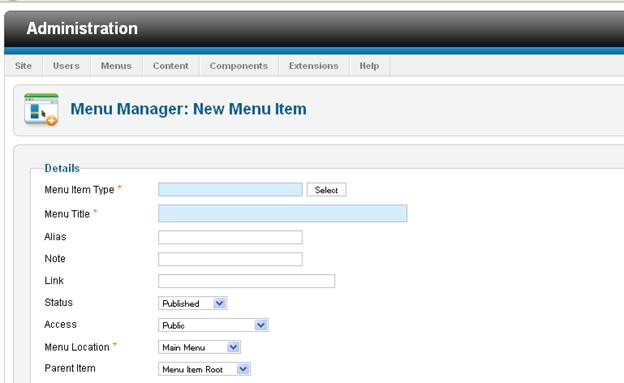 Administration
Site Users Menus Content Components Extensions Help
Menu Manager: New Menu Item
Details
Menu Item Type * Select
Menu Title *
Alias
Note
Link
Status Published
Access Public
Menu Location * Main Menu
Parent Item Menu Item Root